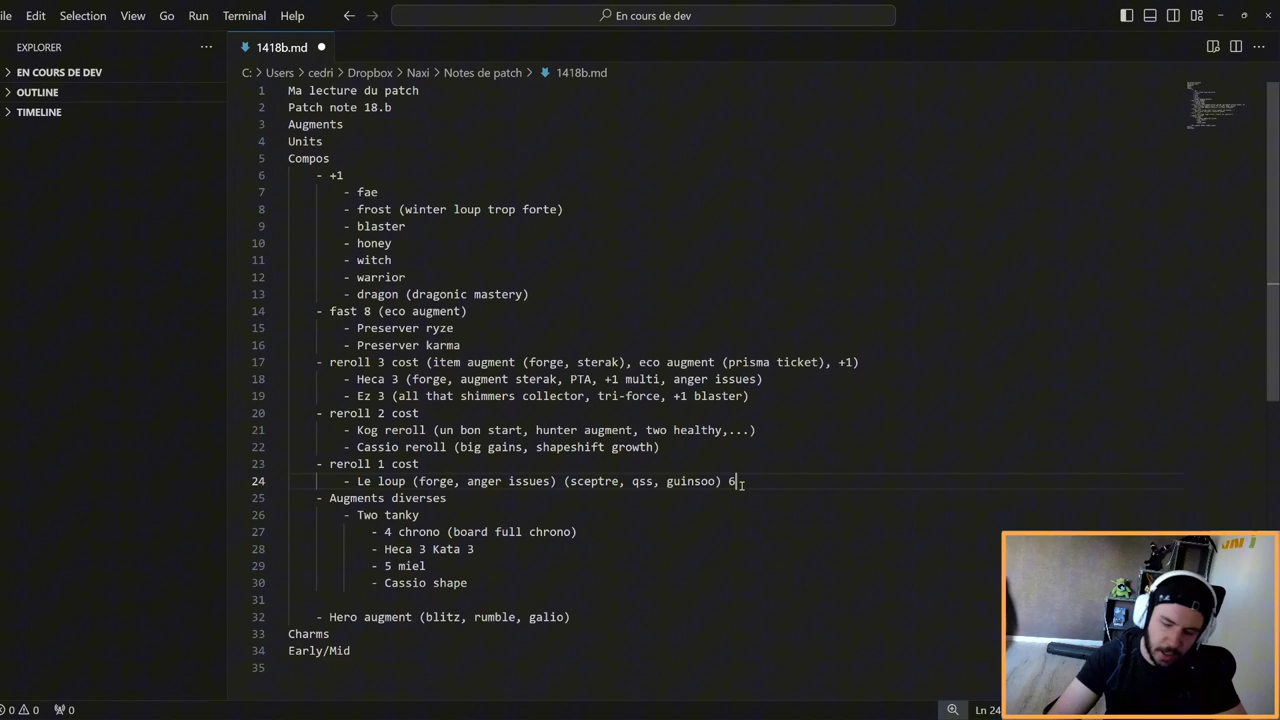 ile Edit Selection View Go Run Terminal Help
En cours de dev
EXPLORER
EN COURS DE DEV
OUTLINE
TIMELINE
1418b.md
C: > Users > cedri > Dropbox > Naxi > Notes de patch > 1418b.md
1 Ma lecture du patch
2 Patch note 18.b
3 Augments
4 Units
5 Compos
6 - +1
7 - fae
8 - frost (winter loup trop forte)
9 - blaster
10 - honey
11 - witch
12 - warrior
13 - dragon (dragonic mastery)
14 - fast 8 (eco augment)
15 - Preserver ryze
16 - Preserver karma
17 - reroll 3 cost (item augment (forge, sterak), eco augment (prisma ticket), +1)
18 - Heca 3 (forge, augment sterak, PTA, +1 multi, anger issues)
19 - Ez 3 (all that shimmers collector, tri-force, +1 blaster)
20 - reroll 2 cost
21 - Kog reroll (un bon start, hunter augment, two healthy,...)
22 - Cassio reroll (big gains, shapeshift growth)
23 - reroll 1 cost
24 - Le loup (forge, anger issues) (sceptre, qss, guinsoo) 6
25 - Augments diverses
26 - Two tanky
27 - 4 chrono (board full chrono)
28 - Heca 3 Kata 3
29 - 5 miel
30 - Cassio shape
31
32 - Hero augment (blitz, rumble, galio)
33 Charms
34 Early/Mid
35
0 0 0
Ln 24